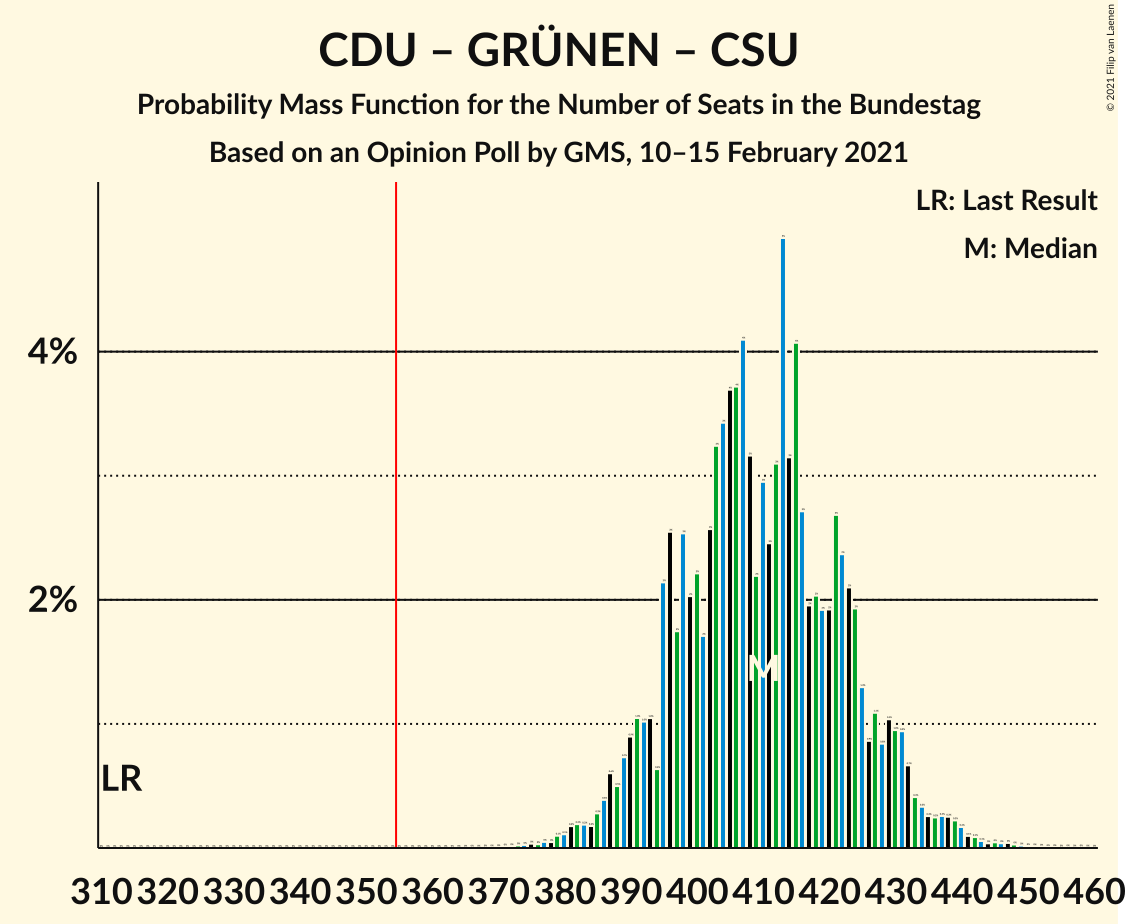 CDU – GRÜNEN – CSU
Probability Mass Function for the Number of Seats in the Bundestag
Based on an Opinion Poll by GMS, 10–15 February 2021
© 2021 Filip van Laenen
LR: Last Result
M: Median
4%
2%
M
LR
310 320 330 340 350 360 370 380 390 400 410 420 430 440 450 460